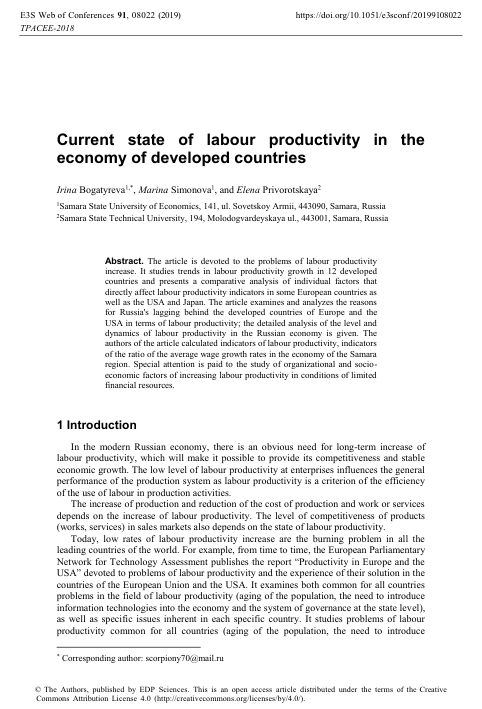 E3S Web of Conferences 91, 08022 (2019)
https://doi.org/10.1051/e3sconf/20199108022
TPACEE-2018
Current state of labour productivity in the
economy of developed countries
Irina Bogatyreva1,*, Marina Simonova1, and Elena Privorotskaya2
1Samara State University of Economics, 141, ul. Sovetskoy Armii, 443090, Samara, Russia
2Samara State Technical University, 194, Molodogvardeyskaya ul., 443001, Samara, Russia
Abstract. The article is devoted to the problems of labour productivity
increase. It studies trends in labour productivity growth in 12 developed
countries and presents a comparative analysis of individual factors that
directly affect labour productivity indicators in some European countries as
well as the USA and Japan. The article examines and analyzes the reasons
for Russia's lagging behind the developed countries of Europe and the
USA in terms of labour productivity; the detailed analysis of the level and
dynamics of labour productivity in the Russian economy is given. The
authors of the article calculated indicators of labour productivity, indicators
of the ratio of the average wage growth rates in the economy of the Samara
region. Special attention is paid to the study of organizational and socio-
economic factors of increasing labour productivity in conditions of limited
financial resources.
1 Introduction
In the modern Russian economy, there is an obvious need for long-term increase of
labour productivity, which will make it possible to provide its competitiveness and stable
economic growth. The low level of labour productivity at enterprises influences the general
performance of the production system as labour productivity is a criterion of the efficiency
of the use of labour in production activities.
The increase of production and reduction of the cost of production and work or services
depends on the increase of labour productivity. The level of competitiveness of products
(works, services) in sales markets also depends on the state of labour productivity.
Today, low rates of labour productivity increase are the burning problem in all the
leading countries of the world. For example, from time to time, the European Parliamentary
Network for Technology Assessment publishes the report "Productivity in Europe and the
USA" devoted to problems of labour productivity and the experience of their solution in the
countries of the European Union and the USA. It examines both common for all countries
problems in the field of labour productivity (aging of the population, the need to introduce
information technologies into the economy and the system of governance at the state level),
as well as specific issues inherent in each specific country. It studies problems of labour
productivity common for all countries (aging of the population, the need to introduce
* Corresponding author: scorpiony70@mail.ru
© The Authors, published by EDP Sciences. This is an open access article distributed under the terms of the Creative
Commons Attribution License 4.0 (http://creativecommons.org/licenses/by/4.0/).